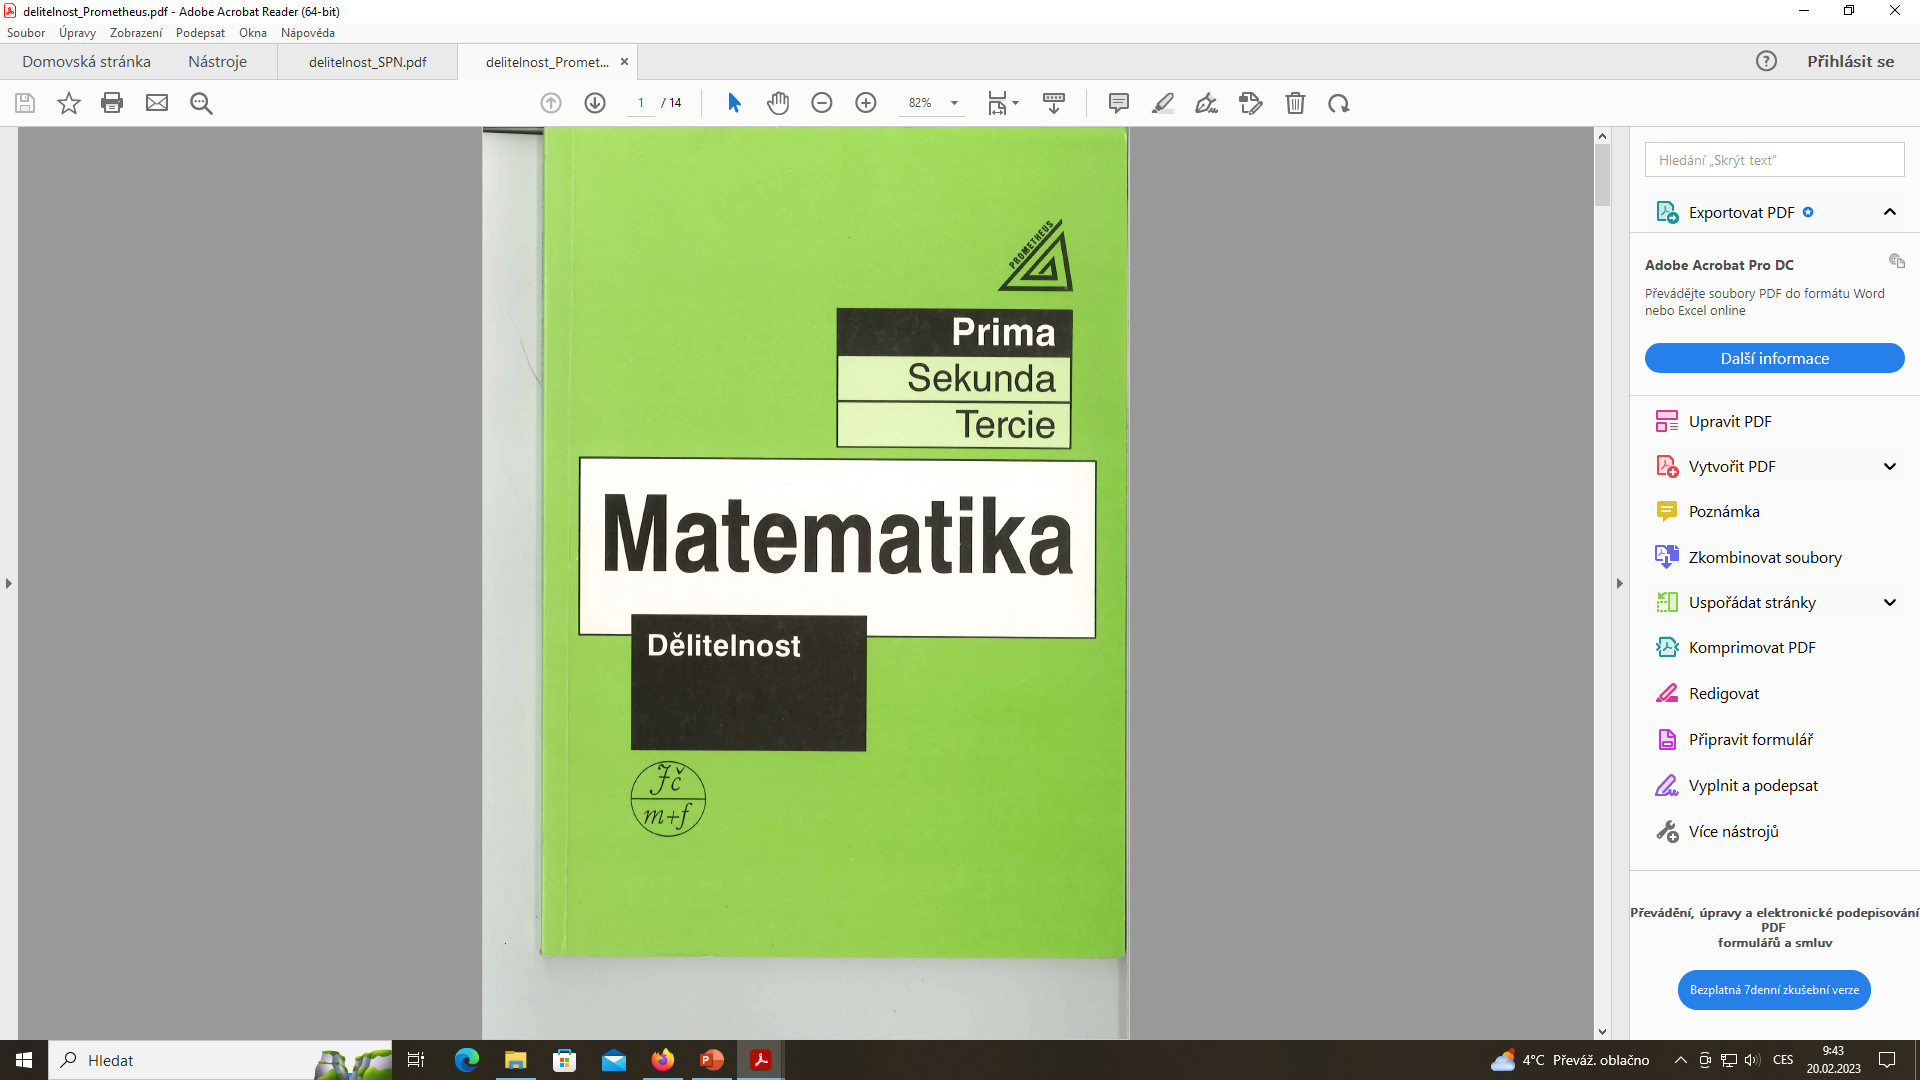 delitelnost_Prometheus.pdf - Adobe Acrobat Reader (64-bit)
Soubor Úpravy Zobrazení Podepsat Okna Nápověda
Domovská stránka Nástroje delitelnost_SPN.pdf delitelnost_Promet... ×
? Přihlásit se
1 / 14 82%
Hledání „Skrýt text“
Exportovat PDF
Adobe Acrobat Pro DC
Převádějte soubory PDF do formátu Word
nebo Excel online
Další informace
Upravit PDF
Vytvořit PDF
Poznámka
Zkombinovat soubory
Uspořádat stránky
Komprimovat PDF
Redigovat
Připravit formulář
Vyplnit a podepsat
Více nástrojů
Převádění, úpravy a elektronické podepisování
PDF
formulářů a smluv
Bezplatná 7denní zkušební verze
PROMETHEUS
Prima
Sekunda
Tercie
Matematika
Dělitelnost
Jč
m+f
Hledat
4°C Převáž. oblačno
CES
9:43
20.02.2023